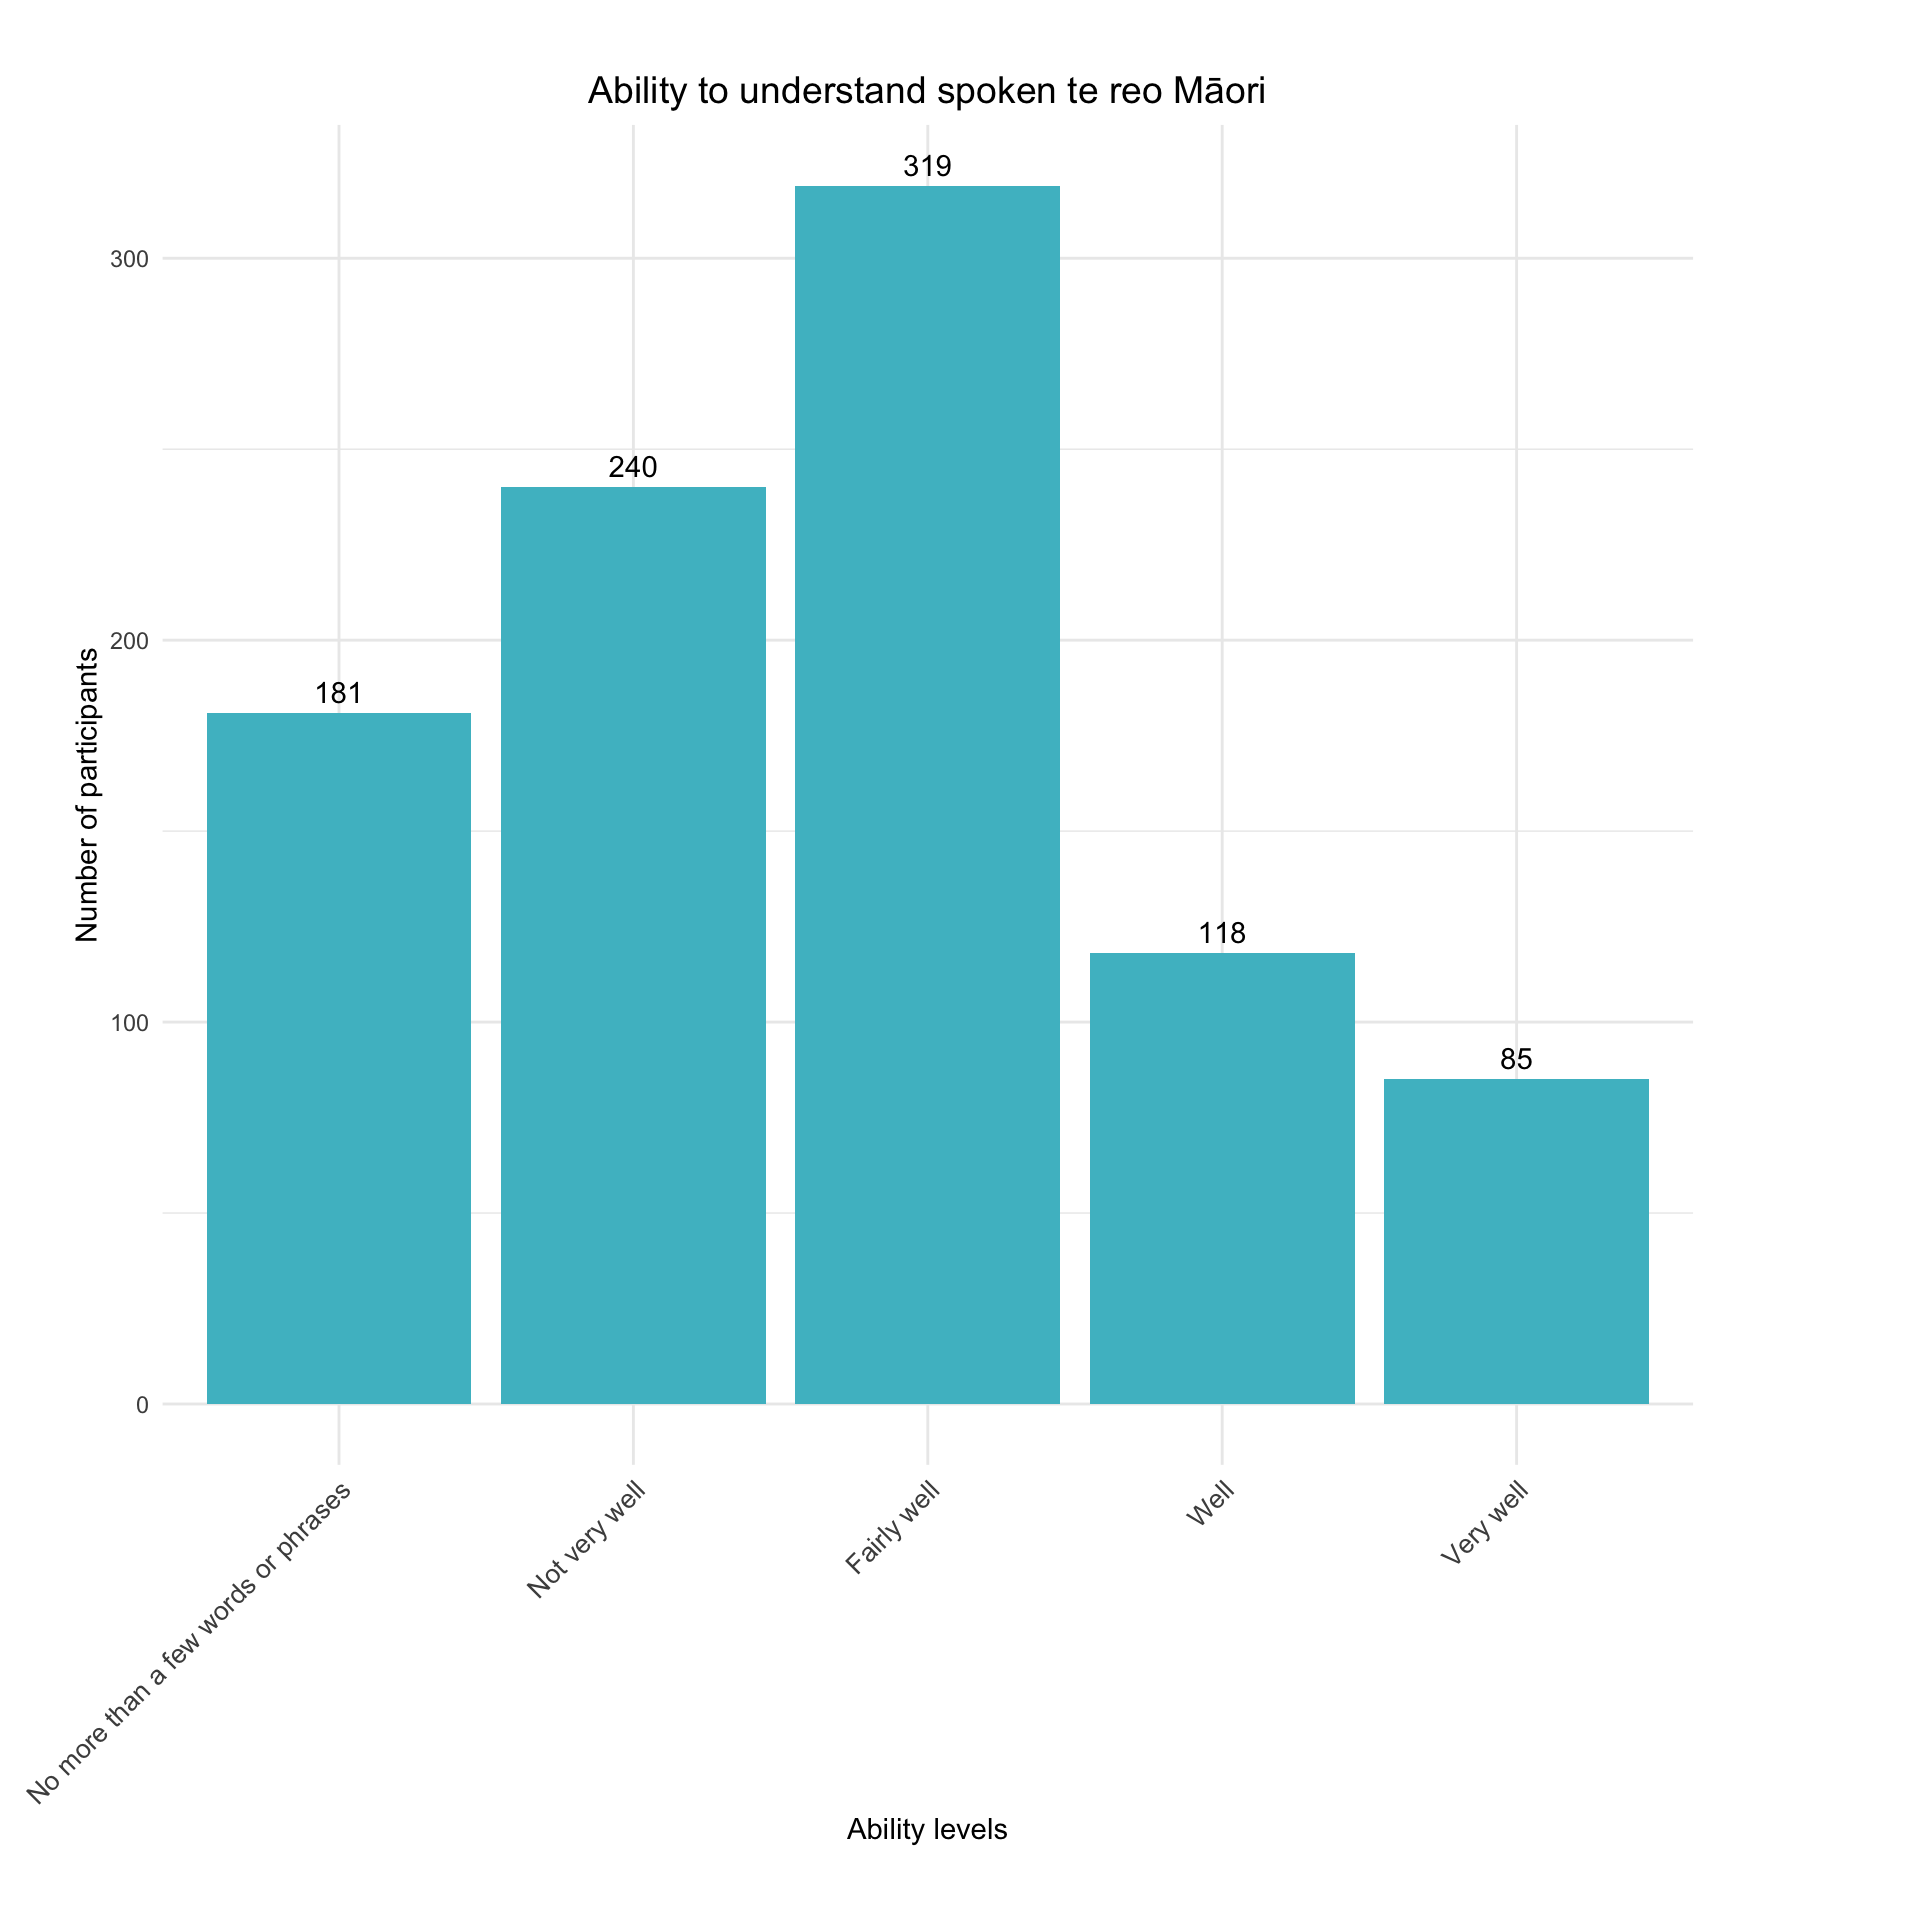 Ability to understand spoken te reo Māori
319
300
240
200
181
118
100
85
0
Number of participants
No more than a few words or phrases
Not very well
Fairly well
Well
Very well
Ability levels